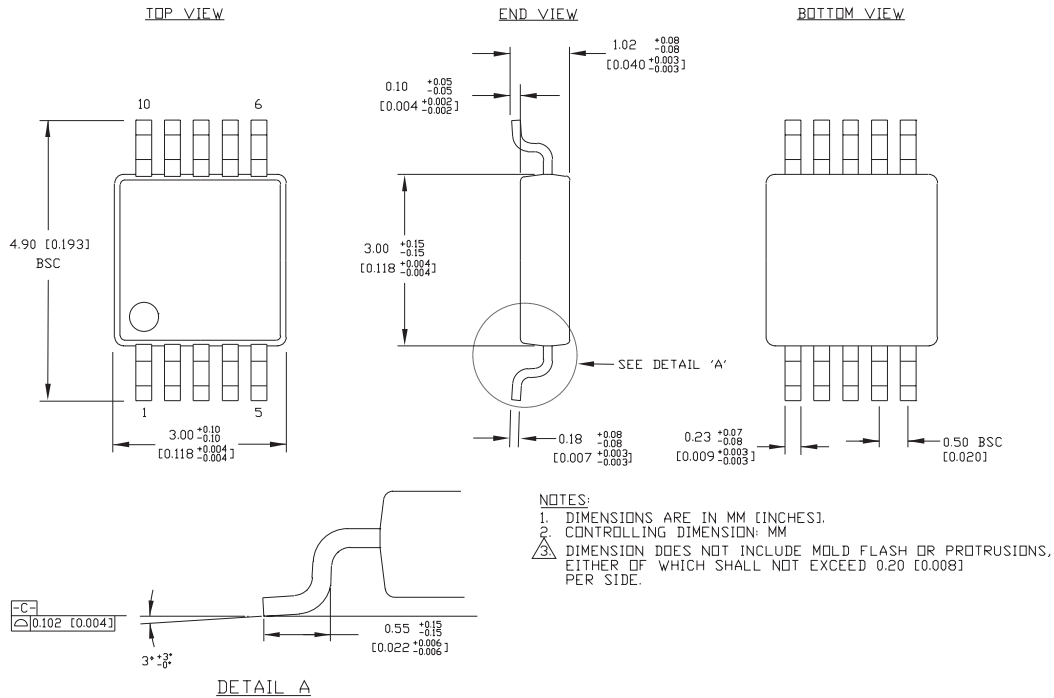 TOP VIEW
END VIEW
BOTTOM VIEW
1.02 +0.08 -0.08
[0.040 +0.003 -0.003]
0.10 +0.05 -0.05
[0.004 +0.002 -0.002]
10
6
4.90 [0.193]
BSC
3.00 +0.15 -0.15
[0.118 +0.004 -0.004]
SEE DETAIL 'A'
1
5
3.00 +0.10 -0.10
[0.118 +0.004 -0.004]
0.18 +0.08 -0.08
[0.007 +0.003 -0.003]
0.23 +0.07 -0.08
[0.009 +0.003 -0.003]
0.50 BSC
[0.020]
NOTES:
1. DIMENSIONS ARE IN MM [INCHES].
2. CONTROLLING DIMENSION: MM
3. DIMENSION DOES NOT INCLUDE MOLD FLASH OR PROTRUSIONS,
EITHER OF WHICH SHALL NOT EXCEED 0.20 [0.008]
PER SIDE.
-C-
0.102 [0.004]
3° +3° -0°
0.55 +0.15 -0.15
[0.022 +0.006 -0.006]
DETAIL A